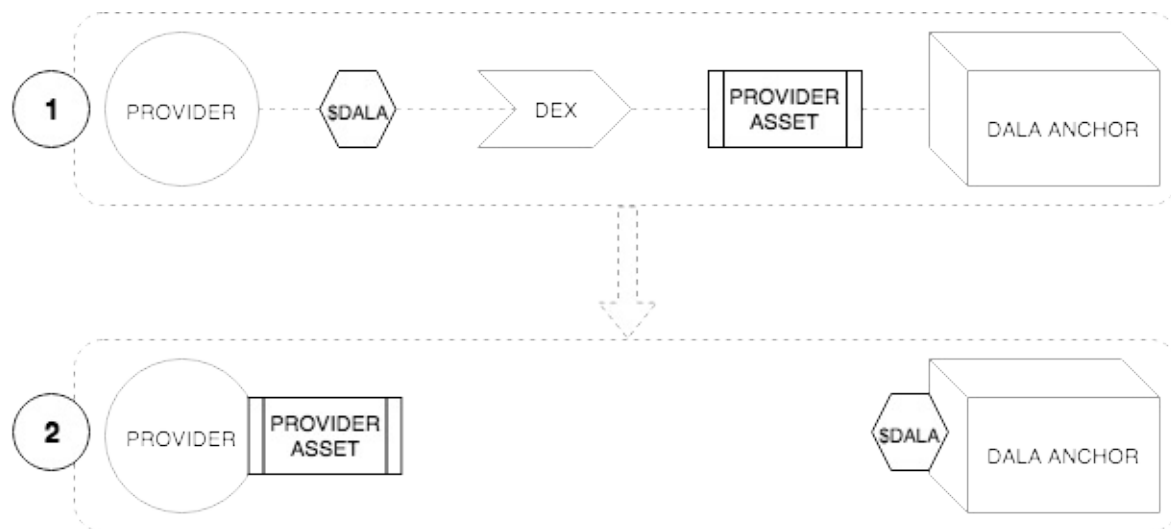 1
PROVIDER
$DALA
DEX
PROVIDER
ASSET
DALA ANCHOR
2
PROVIDER
PROVIDER
ASSET
$DALA
DALA ANCHOR